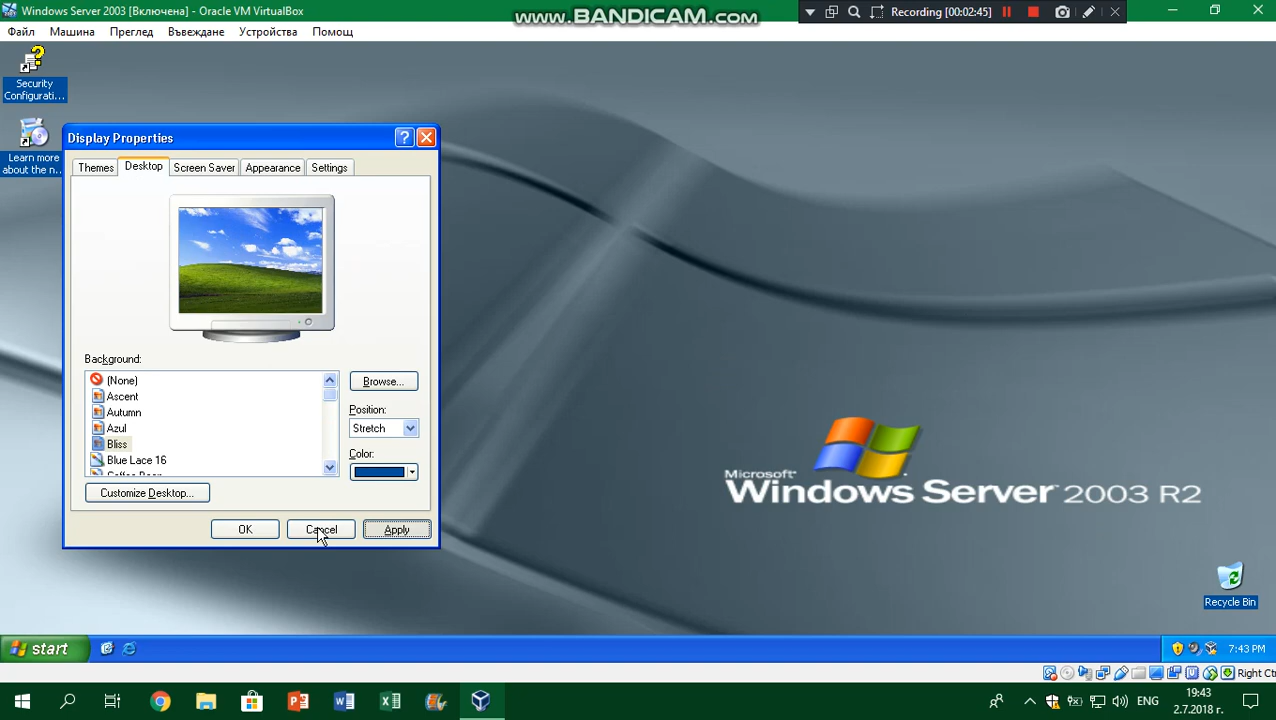 Windows Server 2003 [Включена] - Oracle VM VirtualBox
www.BANDICAM.com
Recording [00:02:45]
Файл Машина Преглед Въвеждане Устройства Помощ
Security
Configurati...
Learn more
about the n...
Display Properties
Themes Desktop Screen Saver Appearance Settings
Background:
(None)
Ascent
Autumn
Azul
Bliss
Blue Lace 16
Browse...
Position:
Stretch
Color:
Customize Desktop...
OK Cancel Apply
Microsoft
Windows Server 2003 R2
Recycle Bin
start
7:43 PM
Right Ctrl
ENG
19:43
2.7.2018 г.